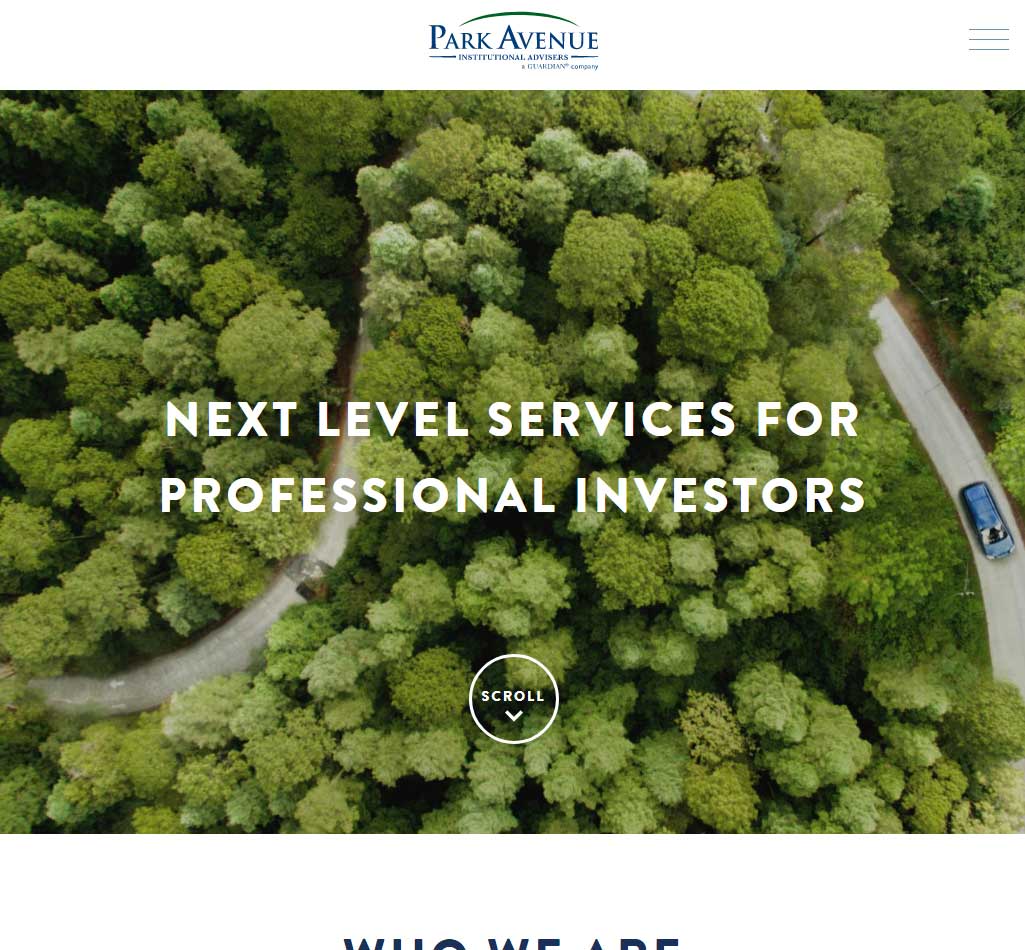 PARK AVENUE
INSTITUTIONAL ADVISERS
a GUARDIAN® company
NEXT LEVEL SERVICES FOR
PROFESSIONAL INVESTORS
SCROLL
WHO WE ARE